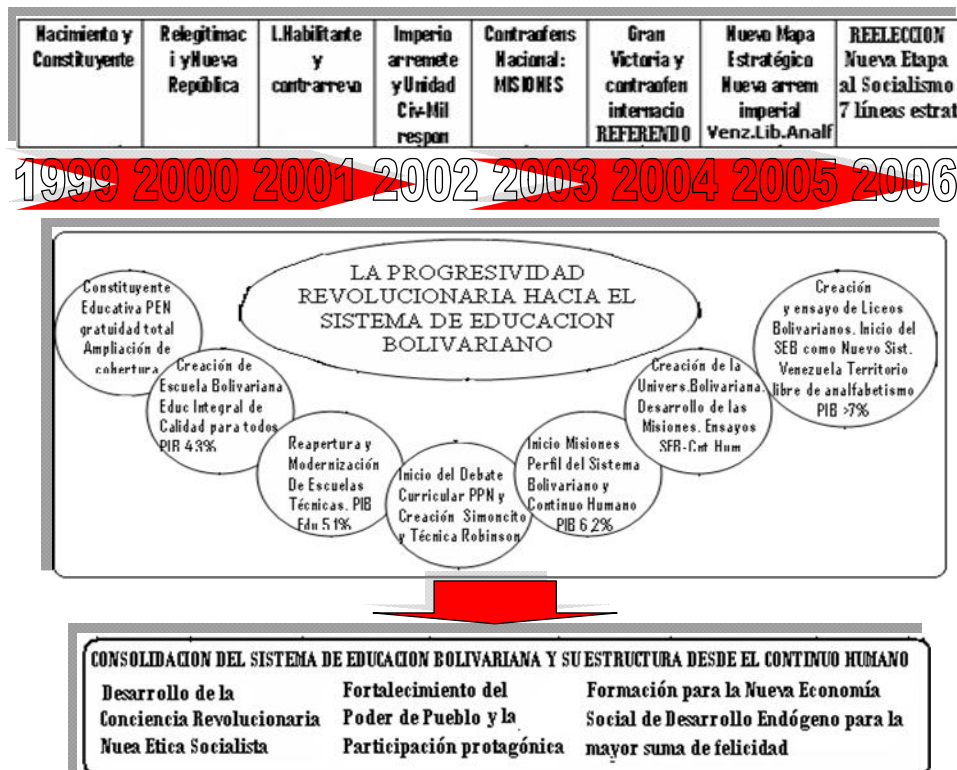 Nacimiento y
Constituyente
Relegitimac
i yNueva
República
L.Habilitante
y
contrarrevo
Imperio
arremete
y Unidad
Civ-Mil
respon
Contraofens
Nacional:
MISIONES
Gran
Victoria y
contraofen
internacio
REFERENDO
Nuevo Mapa
Estratégico
Nueva arrem
imperial
Venz.Lib.Analf
REELECCION
Nueva Etapa
al Socialismo
7 líneas estrat
1999 2000 2001 2002 2003 2004 2005 2006
LA PROGRESIVIDAD
REVOLUCIONARIA HACIA EL
SISTEMA DE EDUCACION
BOLIVARIANO
Constituyente
Educativa PEN
gratuidad total
Ampliación de
cobertura
Creación de
Escuela Bolivariana
Educ Integral de
Calidad para todos
PIB 4.3%
Reapertura y
Modernización
De Escuelas
Técnicas. PIB
Edu 5.1%
Inicio del Debate
Curricular PPN y
Creación Simoncito
y Técnica Robinson
Inicio Misiones
Perfil del Sistema
Bolivariano y
Continuo Humano
PIB 6.2%
Creación de la
Univers.Bolivariana.
Desarrollo de las
Misiones. Ensayos
SEB-Cnt Hum
Creación
y ensayo de Liceos
Bolivarianos. Inicio del
SEB como Nuevo Sist.
Venezuela Territorio
libre de analfabetismo
PIB >7%
CONSOLIDACION DEL SISTEMA DE EDUCACION BOLIVARIANA Y SU ESTRUCTURA DESDE EL CONTINUO HUMANO
Desarrollo de la
Conciencia Revolucionaria
Nuea Etica Socialista
Fortalecimiento del
Poder de Pueblo y la
Participación protagónica
Formación para la Nueva Economía
Social de Desarrollo Endógeno para la
mayor suma de felicidad